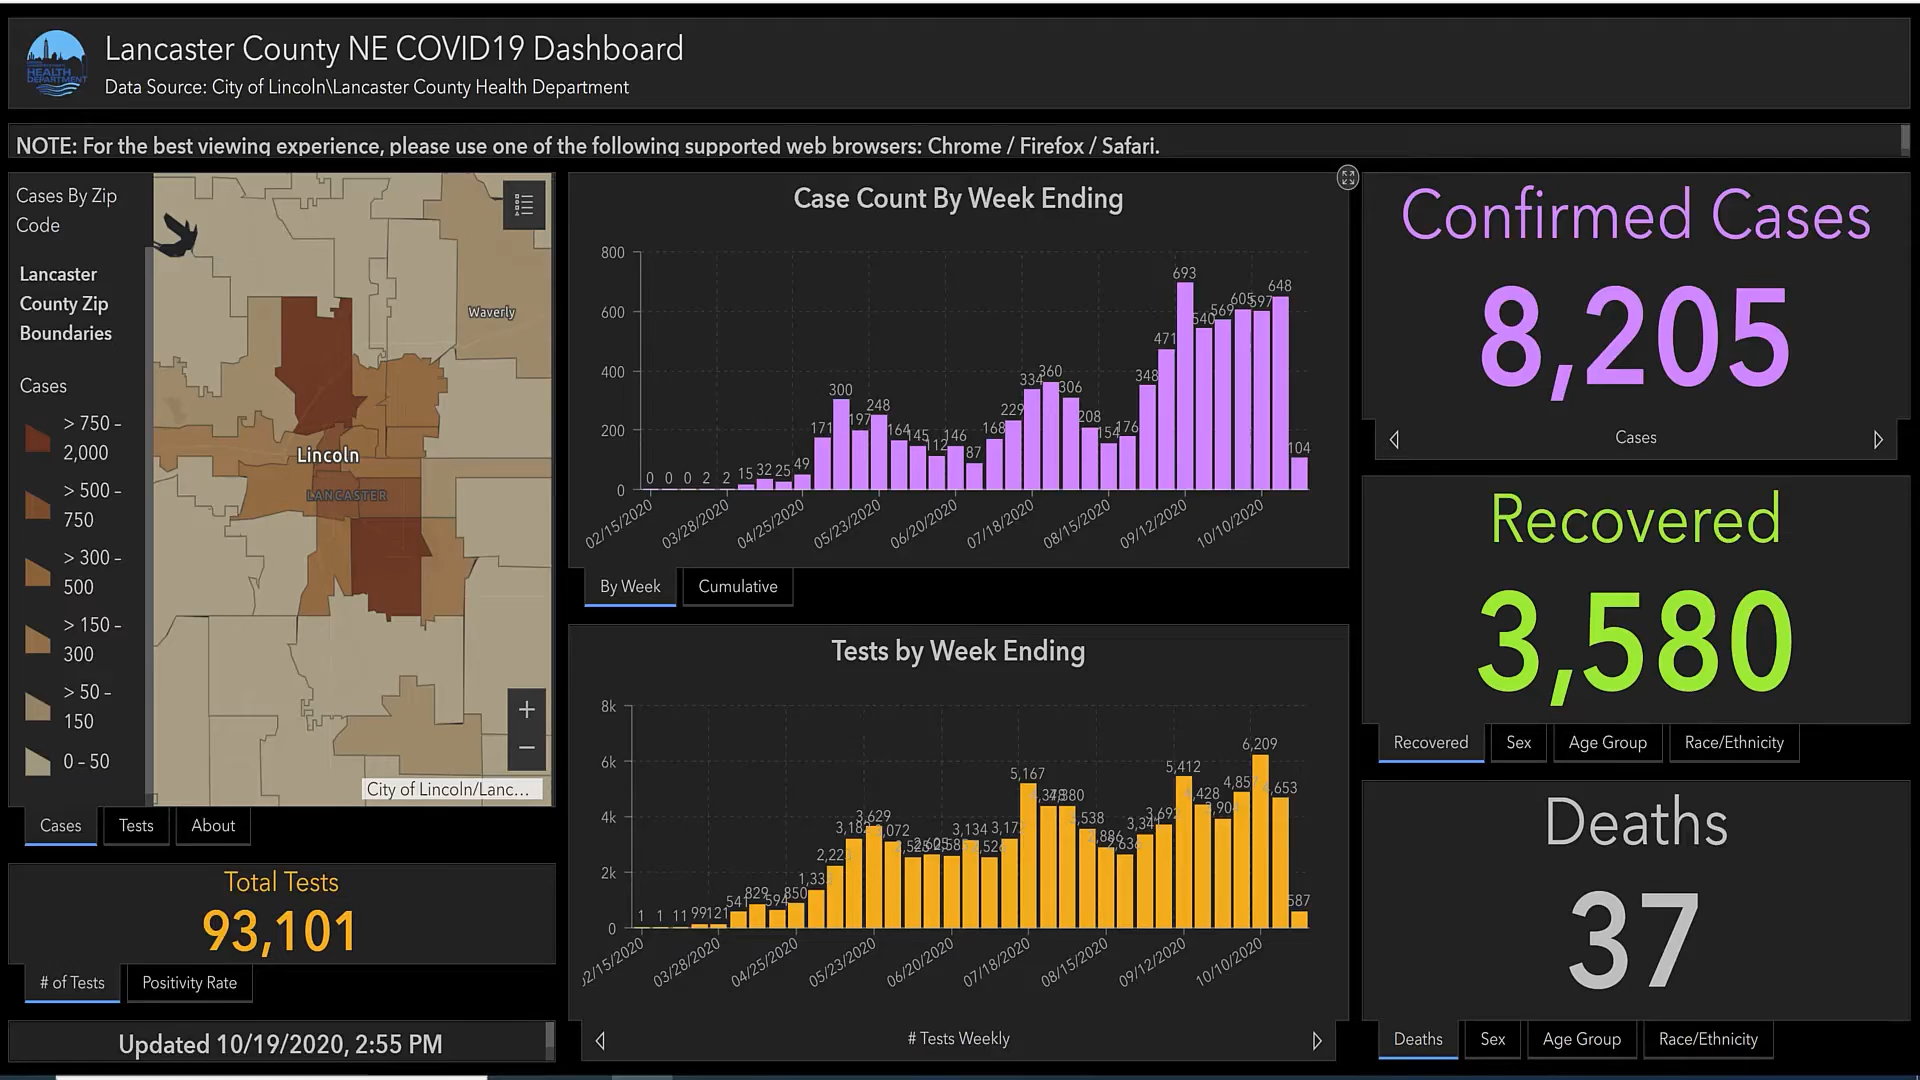 Lancaster County NE COVID19 Dashboard
Data Source: City of Lincoln\Lancaster County Health Department
HEALTH
DEPARTMENT
NOTE: For the best viewing experience, please use one of the following supported web browsers: Chrome / Firefox / Safari.
Cases By Zip
Code
Lancaster
County Zip
Boundaries
Cases
> 750 –
2,000
> 500 –
750
> 300 –
500
> 150 –
300
> 50 –
150
0 – 50
Waverly
Lincoln
LANCASTER
+
−
City of Lincoln/Lanc...
Cases Tests About
Total Tests
93,101
# of Tests Positivity Rate
Updated 10/19/2020, 2:55 PM
Case Count By Week Ending
800
600
400
200
0
0 0 0 2 2 15 32 25 49 171 300 197 248 164 145 112 146 87 168 229 334 360 306 208 154 176 348 471 693 540 569 605 597 648 104
02/15/2020 03/28/2020 04/25/2020 05/23/2020 06/20/2020 07/18/2020 08/15/2020 09/12/2020 10/10/2020
By Week Cumulative
Tests by Week Ending
8k
6k
4k
2k
0
1 1 11 99 121 541 829 594 850 3,629 3,134 5,167 5,412 6,209 587
03/28/2020 04/25/2020 05/23/2020 06/20/2020 07/18/2020 08/15/2020 09/12/2020 10/10/2020
# Tests Weekly
Confirmed Cases
8,205
Cases
Recovered
3,580
Recovered Sex Age Group Race/Ethnicity
Deaths
37
Deaths Sex Age Group Race/Ethnicity